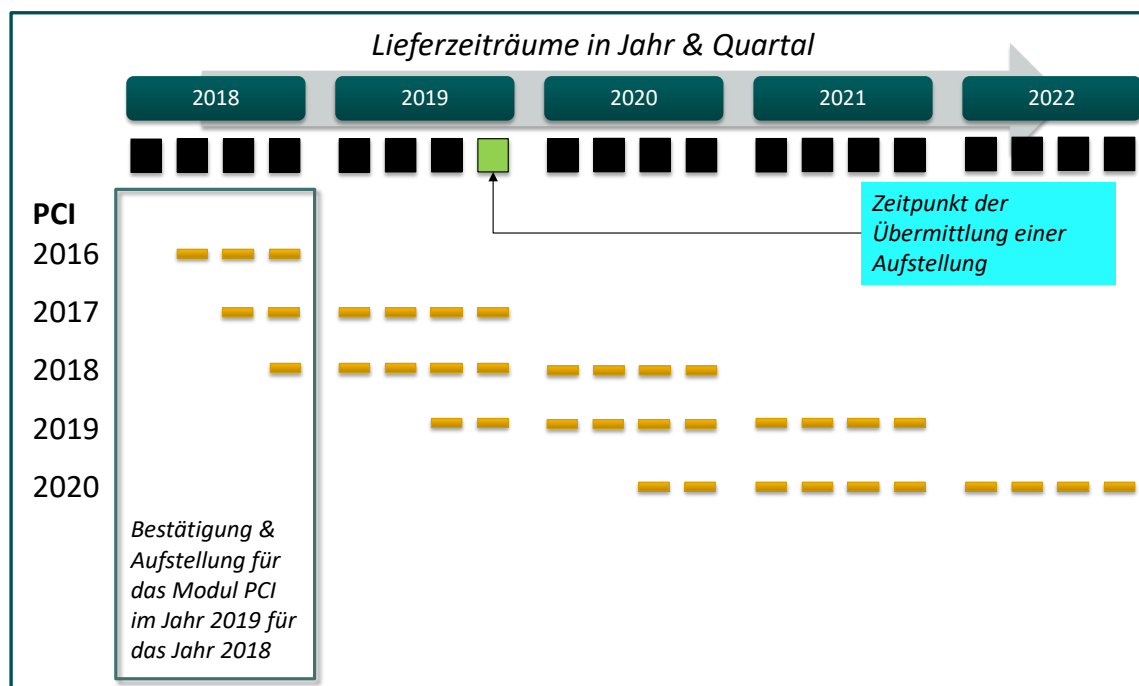 Lieferzeiträume in Jahr & Quartal
2018 2019 2020 2021 2022
Zeitpunkt der
Übermittlung einer
Aufstellung
PCI
2016
2017
2018
2019
2020
Bestätigung &
Aufstellung für
das Modul PCI
im Jahr 2019 für
das Jahr 2018